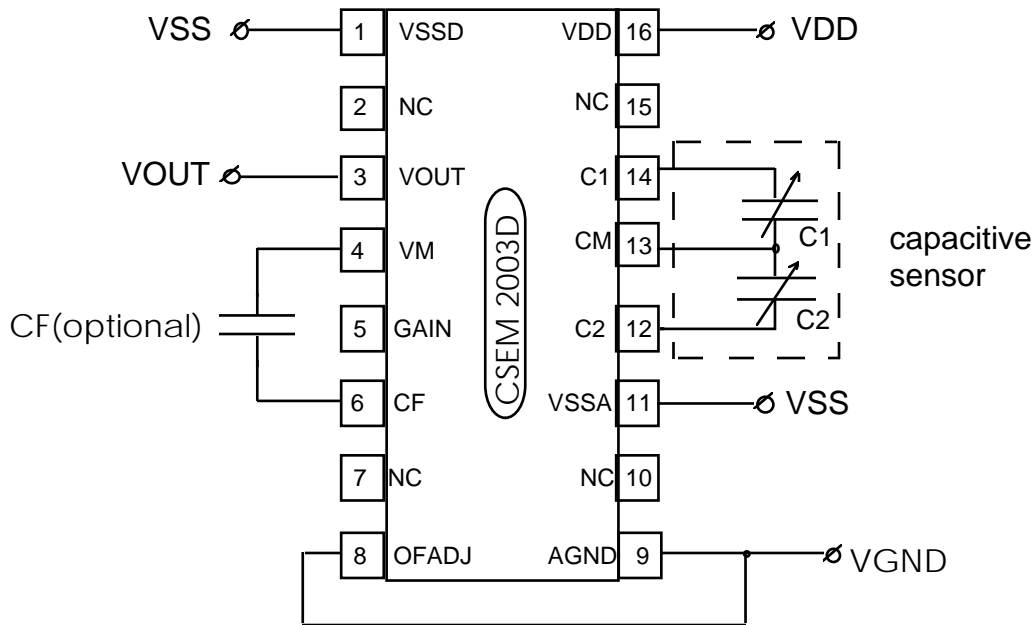 VSS
1
VSSD
VDD
16
VDD
2
NC
NC
15
VOUT
3
VOUT
C1
14
4
VM
CM
13
C1
capacitive
sensor
CF(optional)
5
GAIN
C2
12
C2
CSEM 2003D
6
CF
VSSA
11
VSS
7
NC
NC
10
8
OFADJ
AGND
9
VGND